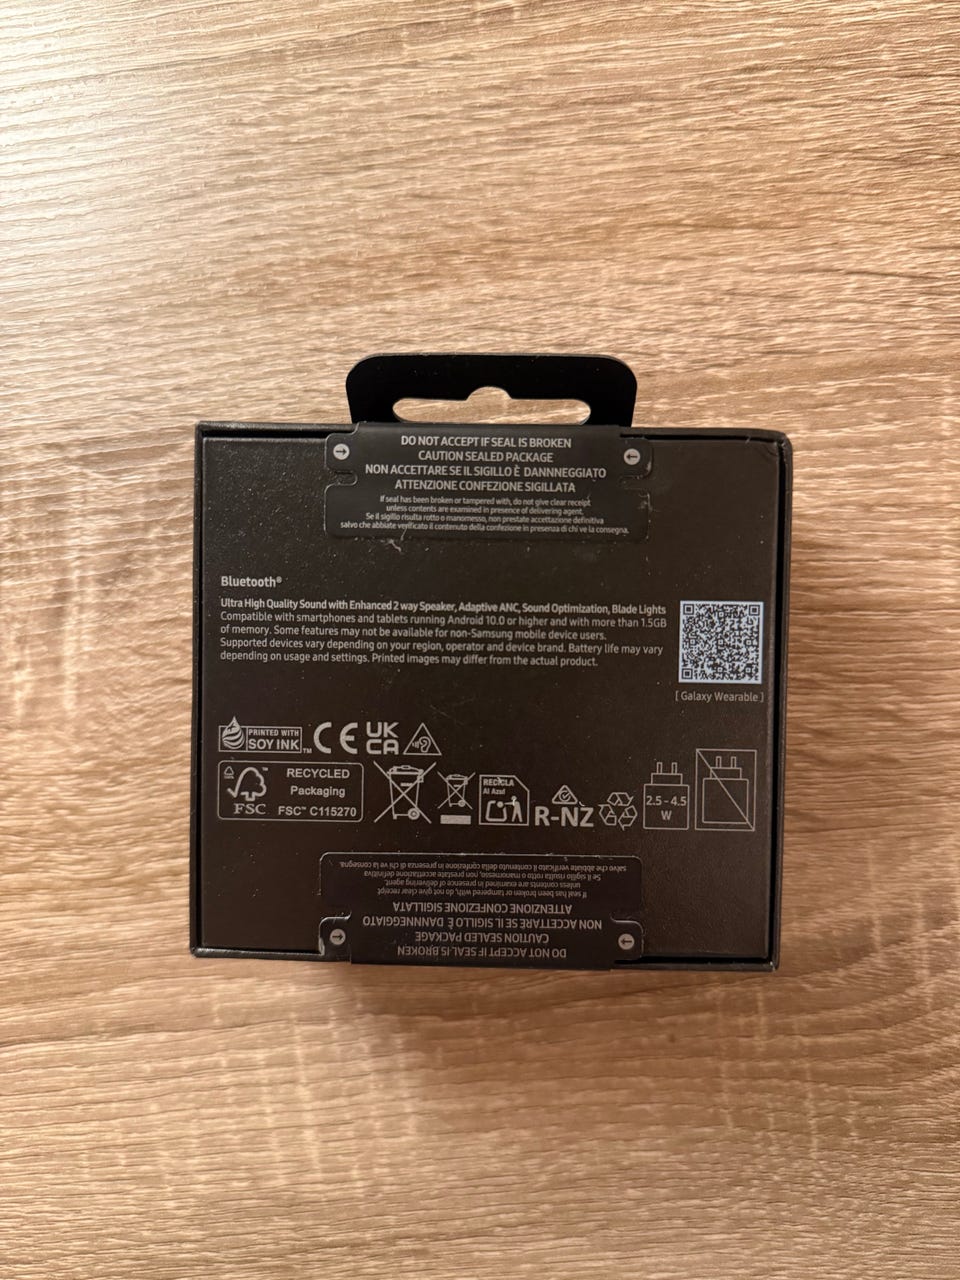 DO NOT ACCEPT IF SEAL IS BROKEN
CAUTION SEALED PACKAGE
NON ACCETTARE SE IL SIGILLO È DANNNEGGIATO
ATTENZIONE CONFEZIONE SIGILLATA
If seal has been broken or tampered with, do not give clear receipt
unless contents are examined in presence of delivering agent.
Se il sigillo risulta rotto o manomesso, non prestate accettazione definitiva
salvo che abbiate verificato il contenuto della confezione in presenza di chi ve la consegna.
Bluetooth®
Ultra High Quality Sound with Enhanced 2 way Speaker, Adaptive ANC, Sound Optimization, Blade Lights
Compatible with smartphones and tablets running Android 10.0 or higher and with more than 1.5GB
of memory. Some features may not be available for non-Samsung mobile device users.
Supported devices vary depending on your region, operator and device brand. Battery life may vary
depending on usage and settings. Printed images may differ from the actual product.
[ Galaxy Wearable ]
PRINTED WITH
SOY INK™
CE
UK
CA
FSC
RECYCLED
Packaging
FSC™ C115270
RECICLA
Al Azul
R-NZ
2.5 - 4.5
W
salvo che abbiate verificato il contenuto della confezione in presenza di chi ve la consegna.
Se il sigillo risulta rotto o manomesso, non prestate accettazione definitiva
unless contents are examined in presence of delivering agent.
If seal has been broken or tampered with, do not give clear receipt
ATTENZIONE CONFEZIONE SIGILLATA
NON ACCETTARE SE IL SIGILLO È DANNNEGGIATO
CAUTION SEALED PACKAGE
DO NOT ACCEPT IF SEAL IS BROKEN